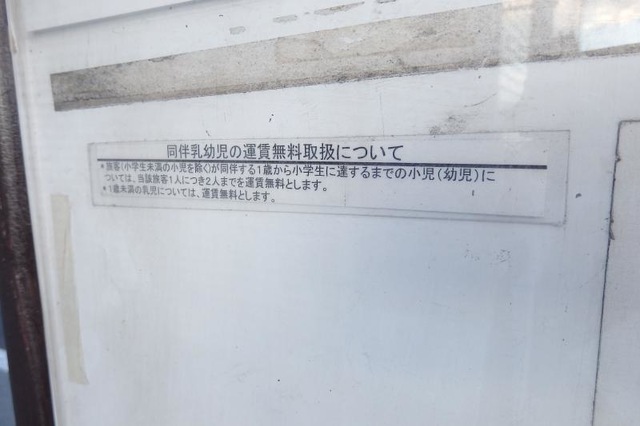 同伴乳幼児の運賃無料取扱について
*旅客(小学生未満の小児を除く)が同伴する1歳から小学生に達するまでの小児(幼児)に
ついては、当該旅客1人につき2人までを運賃無料とします。
*1歳未満の乳児については、運賃無料とします。